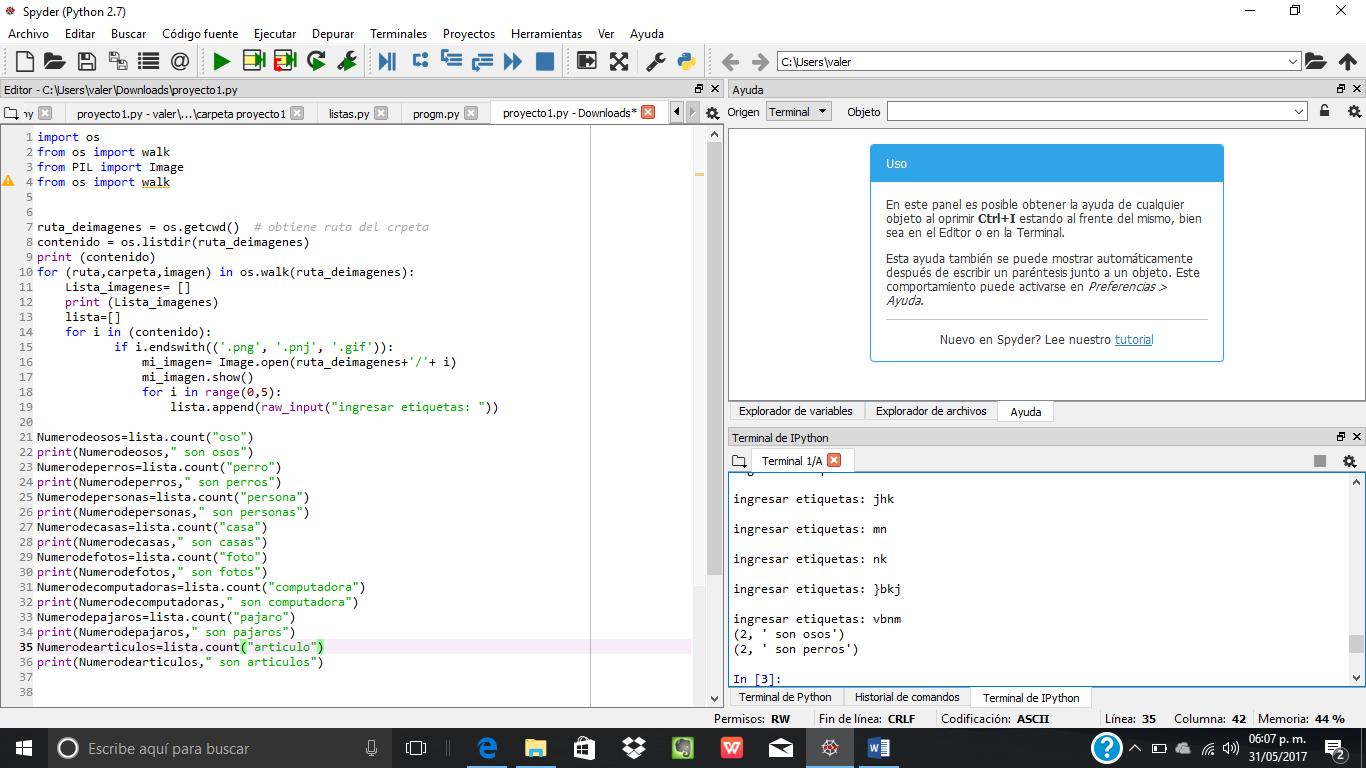 Spyder (Python 2.7)
Archivo Editar Buscar Código fuente Ejecutar Depurar Terminales Proyectos Herramientas Ver Ayuda
C:\Users\valer
Editor - C:\Users\valer\Downloads\proyecto1.py
proyecto1.py - valer\...\carpeta proyecto1 listas.py progm.py proyecto1.py - Downloads*
1 import os
2 from os import walk
3 from PIL import Image
4 from os import walk
5
6
7 ruta_deimagenes = os.getcwd()  # obtiene ruta del crpeta
8 contenido = os.listdir(ruta_deimagenes)
9 print (contenido)
10 for (ruta,carpeta,imagen) in os.walk(ruta_deimagenes):
11     Lista_imagenes= []
12     print (Lista_imagenes)
13     lista=[]
14     for i in (contenido):
15            if i.endswith(('.png', '.pnj', '.gif')):
16                mi_imagen= Image.open(ruta_deimagenes+'/'+ i)
17                mi_imagen.show()
18                for i in range(0,5):
19                    lista.append(raw_input("ingresar etiquetas: "))
20
21 Numerodeosos=lista.count("oso")
22 print(Numerodeosos," son osos")
23 Numerodeperros=lista.count("perro")
24 print(Numerodeperros," son perros")
25 Numerodepersonas=lista.count("persona")
26 print(Numerodepersonas," son personas")
27 Numerodecasas=lista.count("casa")
28 print(Numerodecasas," son casas")
29 Numerodefotos=lista.count("foto")
30 print(Numerodefotos," son fotos")
31 Numerodecomputadoras=lista.count("computadora")
32 print(Numerodecomputadoras," son computadora")
33 Numerodepajaros=lista.count("pajaro")
34 print(Numerodepajaros," son pajaros")
35 Numerodearticulos=lista.count("articulo")
36 print(Numerodearticulos," son articulos")
37
38
Ayuda
Origen Terminal Objeto
Uso
En este panel es posible obtener la ayuda de cualquier
objeto al oprimir Ctrl+I estando al frente del mismo, bien
sea en el Editor o en la Terminal.
Esta ayuda también se puede mostrar automáticamente
después de escribir un paréntesis junto a un objeto. Este
comportamiento puede activarse en Preferencias >
Ayuda.
Nuevo en Spyder? Lee nuestro tutorial
Explorador de variables Explorador de archivos Ayuda
Terminal de IPython
Terminal 1/A
ingresar etiquetas: jhk
ingresar etiquetas: mn
ingresar etiquetas: nk
ingresar etiquetas: }bkj
ingresar etiquetas: vbnm
(2, ' son osos')
(2, ' son perros')
In [3]:
Terminal de Python Historial de comandos Terminal de IPython
Permisos: RW Fin de línea: CRLF Codificación: ASCII Línea: 35 Columna: 42 Memoria: 44 %
Escribe aquí para buscar
06:07 p. m.
31/05/2017
2